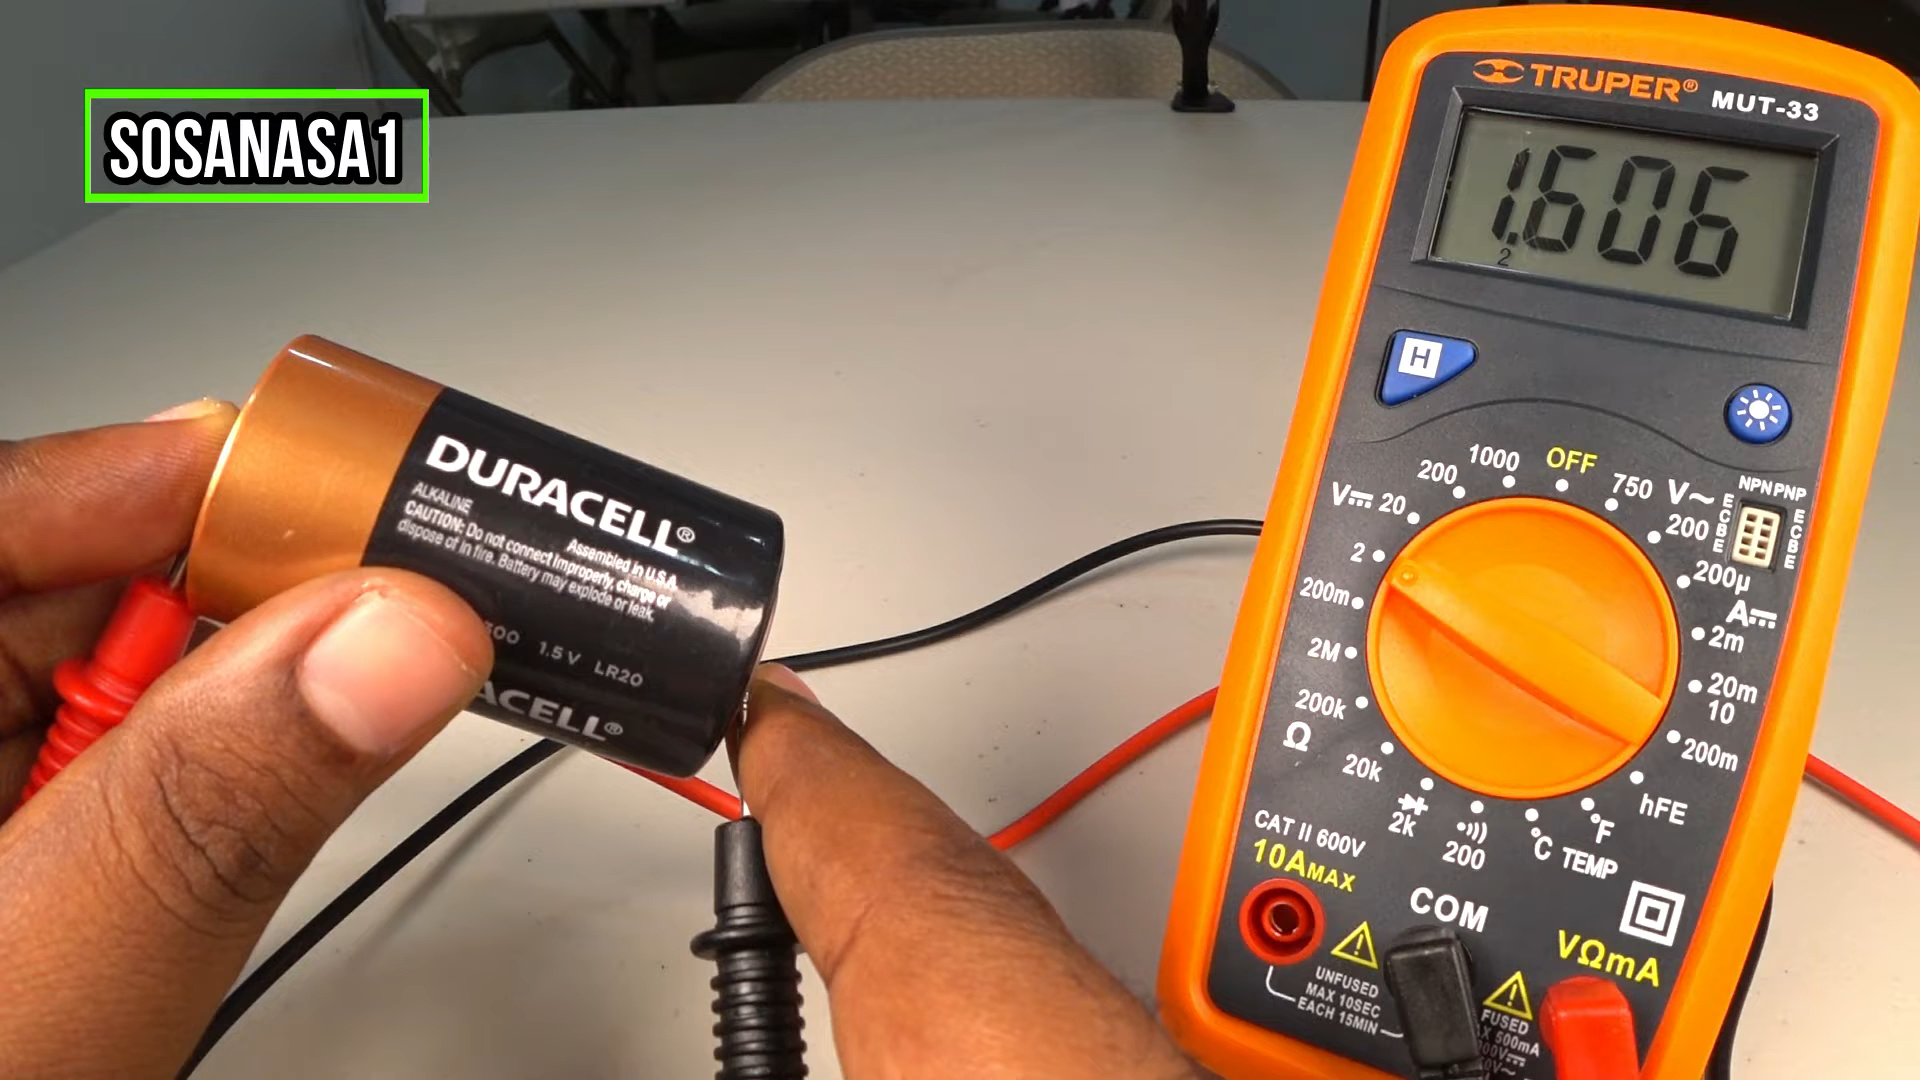 SOSANASA1
TRUPER® MUT-33
1.606
2
H
DURACELL®
ALKALINE
Assembled in U.S.A.
CAUTION: Do not connect improperly, charge or
dispose of in fire. Battery may explode or leak.
1.5 V LR20
ACELL®
OFF
1000
200
V⎓ 20
2
200m
2M
200k
Ω
20k
2k
200
°C
°F
TEMP
hFE
200m
20m
10
2m
A⎓
200µ
200
750
V~
NPN PNP
E
C
B
E
E
C
B
E
CAT II 600V
10A MAX
COM
VΩmA
UNFUSED
MAX 10SEC
EACH 15MIN
FUSED
500mA